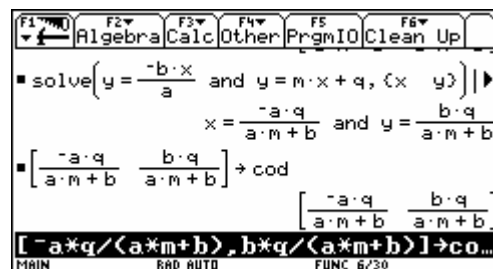 F1 F2 F3 F4 F5 F6
Algebra Calc Other PrgmIO Clean Up
▪ solve(y = ⁻b·x/a and y = m·x + q, {x y})|▶
x = ⁻a·q/(a·m + b) and y = b·q/(a·m + b)
▪ [⁻a·q/(a·m + b) b·q/(a·m + b)] → cod
[⁻a·q/(a·m + b) b·q/(a·m + b)]
[⁻a*q/(a*m+b),b*q/(a*m+b)]→co…
MAIN RAD AUTO FUNC 6/30